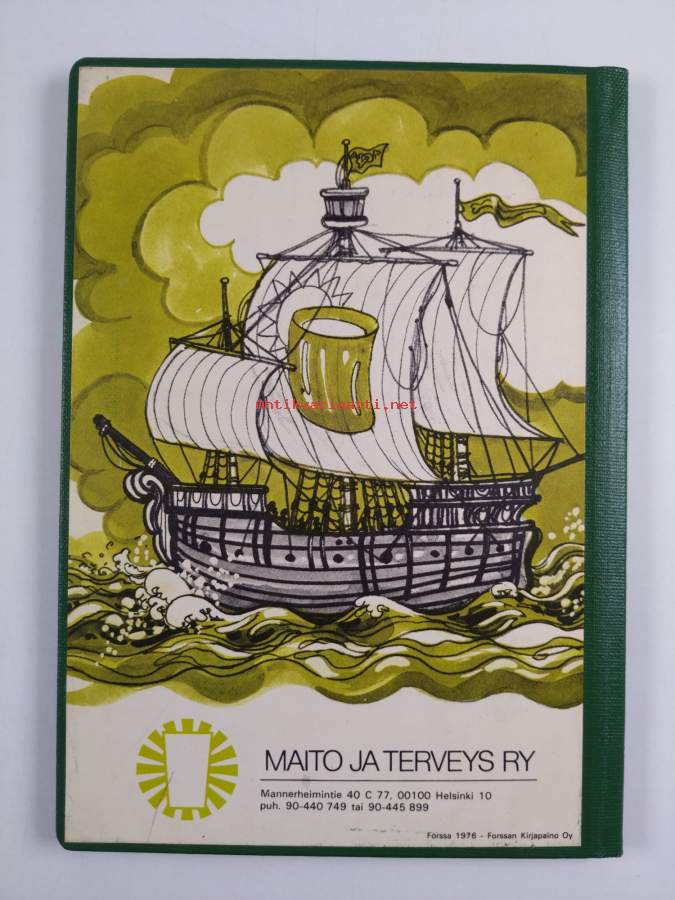 Antikvariaatti.net
MAITO JA TERVEYS RY
Mannerheimintie 40 C 77, 00100 Helsinki 10
puh. 90-440 749 tai 90-445 899
Forssa 1976 - Forssan Kirjapaino Oy